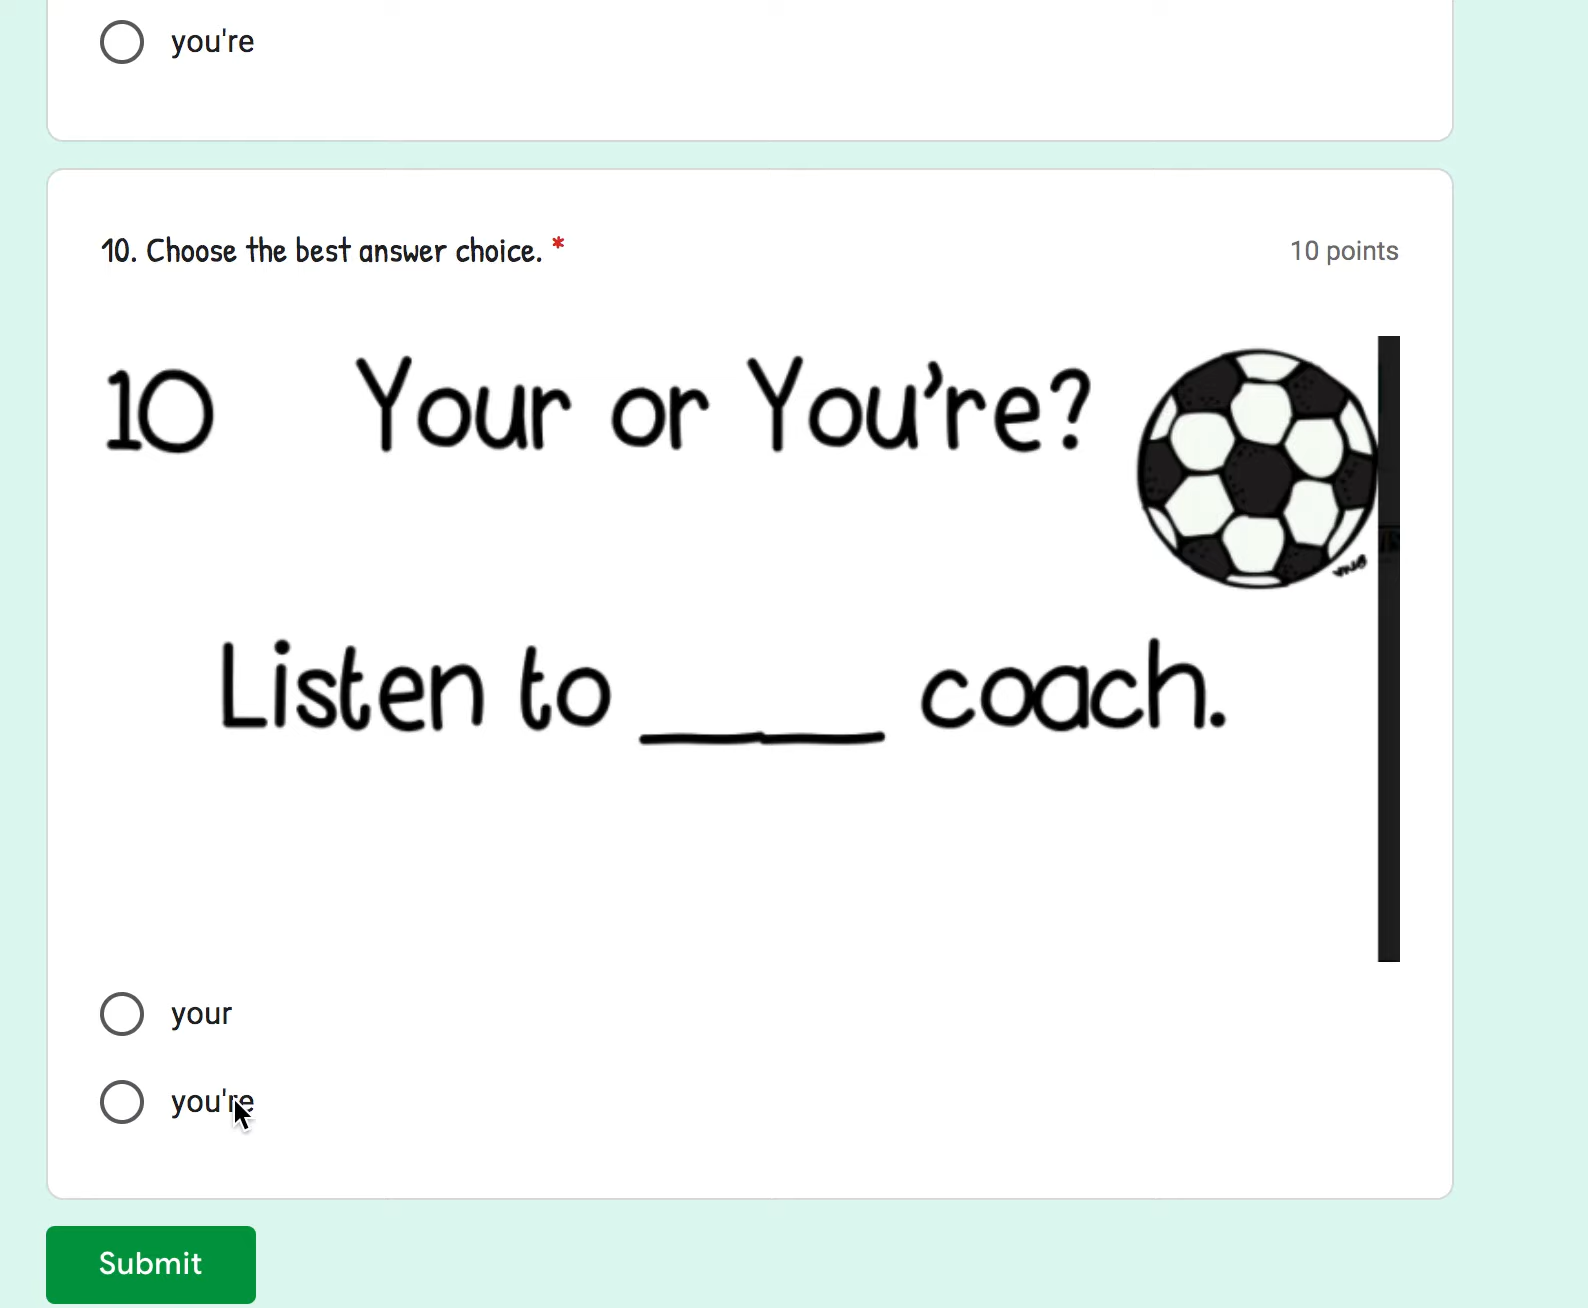 you're
10. Choose the best answer choice. *
10 points
10 Your or You're?
Listen to ____ coach.
your
you're
Submit